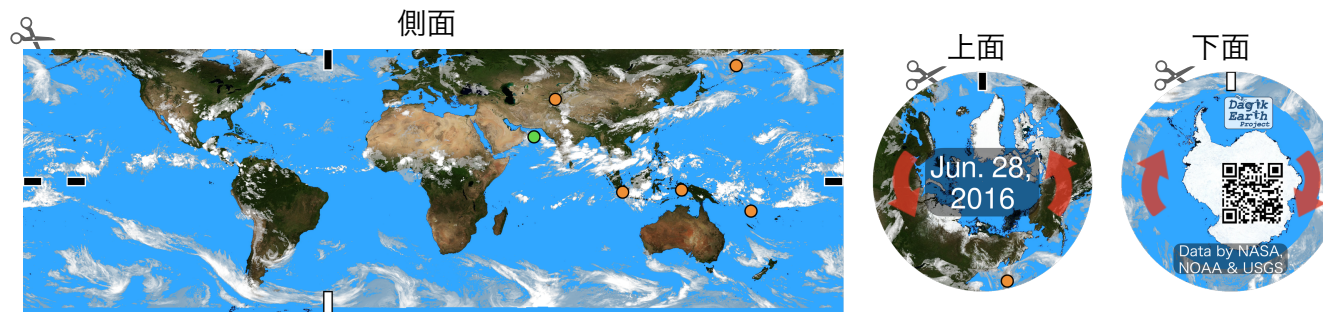 側面
上面
下面
Jun. 28,
2016
Dagik
Earth
Project
Data by NASA,
NOAA & USGS